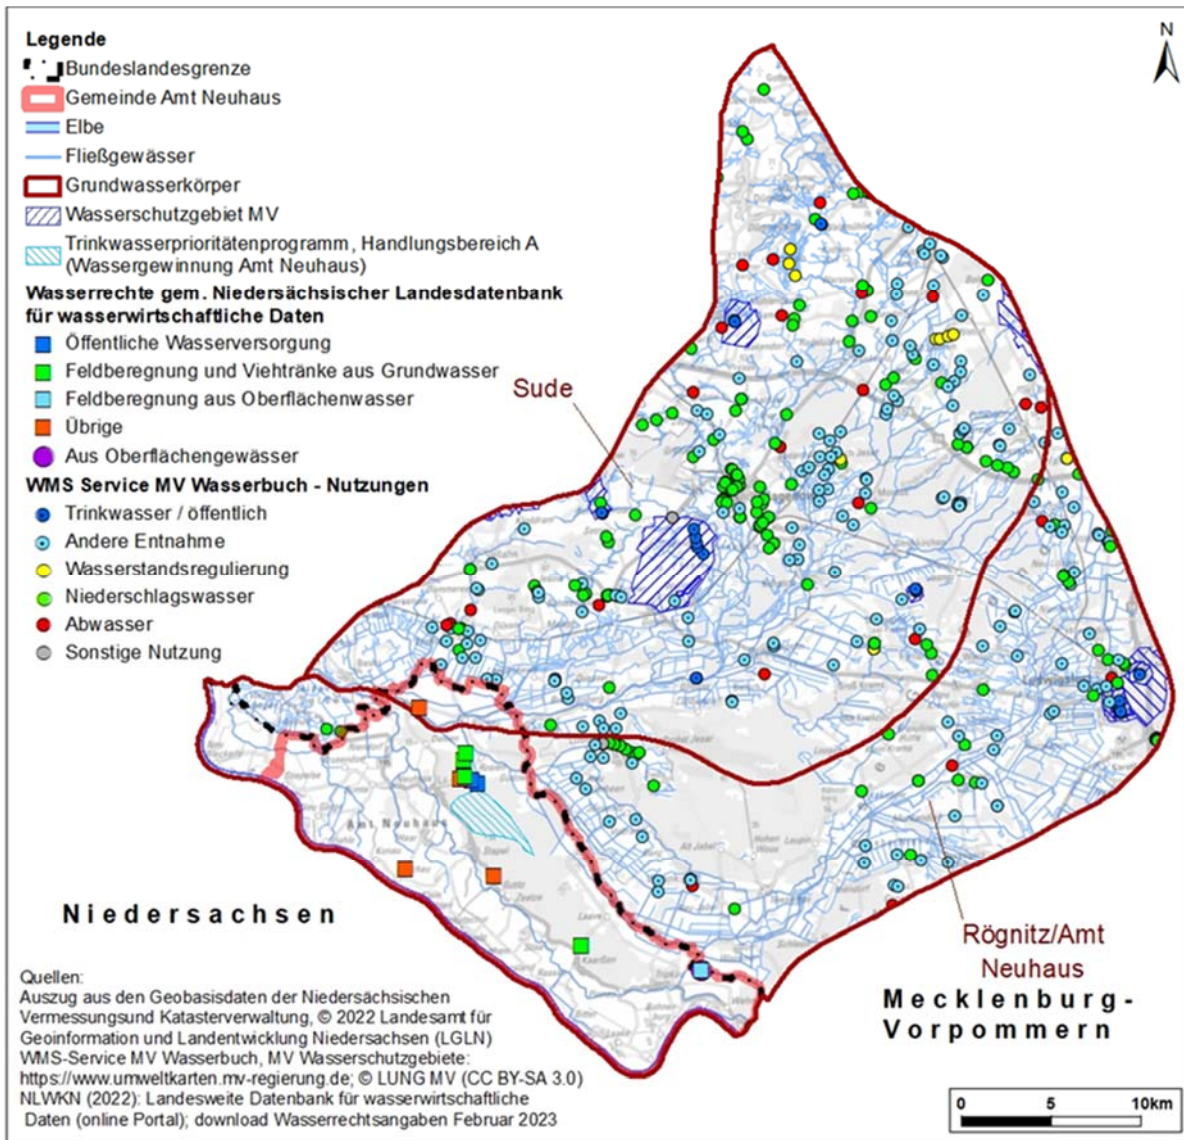 Legende
Bundeslandesgrenze
Gemeinde Amt Neuhaus
Elbe
Fließgewässer
Grundwasserkörper
Wasserschutzgebiet MV
Trinkwasserprioritätenprogramm, Handlungsbereich A
(Wassergewinnung Amt Neuhaus)
Wasserrechte gem. Niedersächsischer Landesdatenbank
für wasserwirtschaftliche Daten
Öffentliche Wasserversorgung
Feldberegnung und Viehtränke aus Grundwasser
Feldberegnung aus Oberflächenwasser
Übrige
Aus Oberflächengewässer
WMS Service MV Wasserbuch - Nutzungen
Trinkwasser / öffentlich
Andere Entnahme
Wasserstandsregulierung
Niederschlagswasser
Abwasser
Sonstige Nutzung
N
Sude
Amt Neuhaus
Stapel
Zeetze
Laave
Kaarßen
Niedersachsen
Rögnitz/Amt
Neuhaus
Mecklenburg-
Vorpommern
Quellen:
Auszug aus den Geobasisdaten der Niedersächsischen
Vermessungsund Katasterverwaltung, © 2022 Landesamt für
Geoinformation und Landentwicklung Niedersachsen (LGLN)
WMS-Service MV Wasserbuch, MV Wasserschutzgebiete:
https://www.umweltkarten.mv-regierung.de; © LUNG MV (CC BY-SA 3.0)
NLWKN (2022): Landesweite Datenbank für wasserwirtschaftliche
Daten (online Portal); download Wasserrechtsangaben Februar 2023
0 5 10km